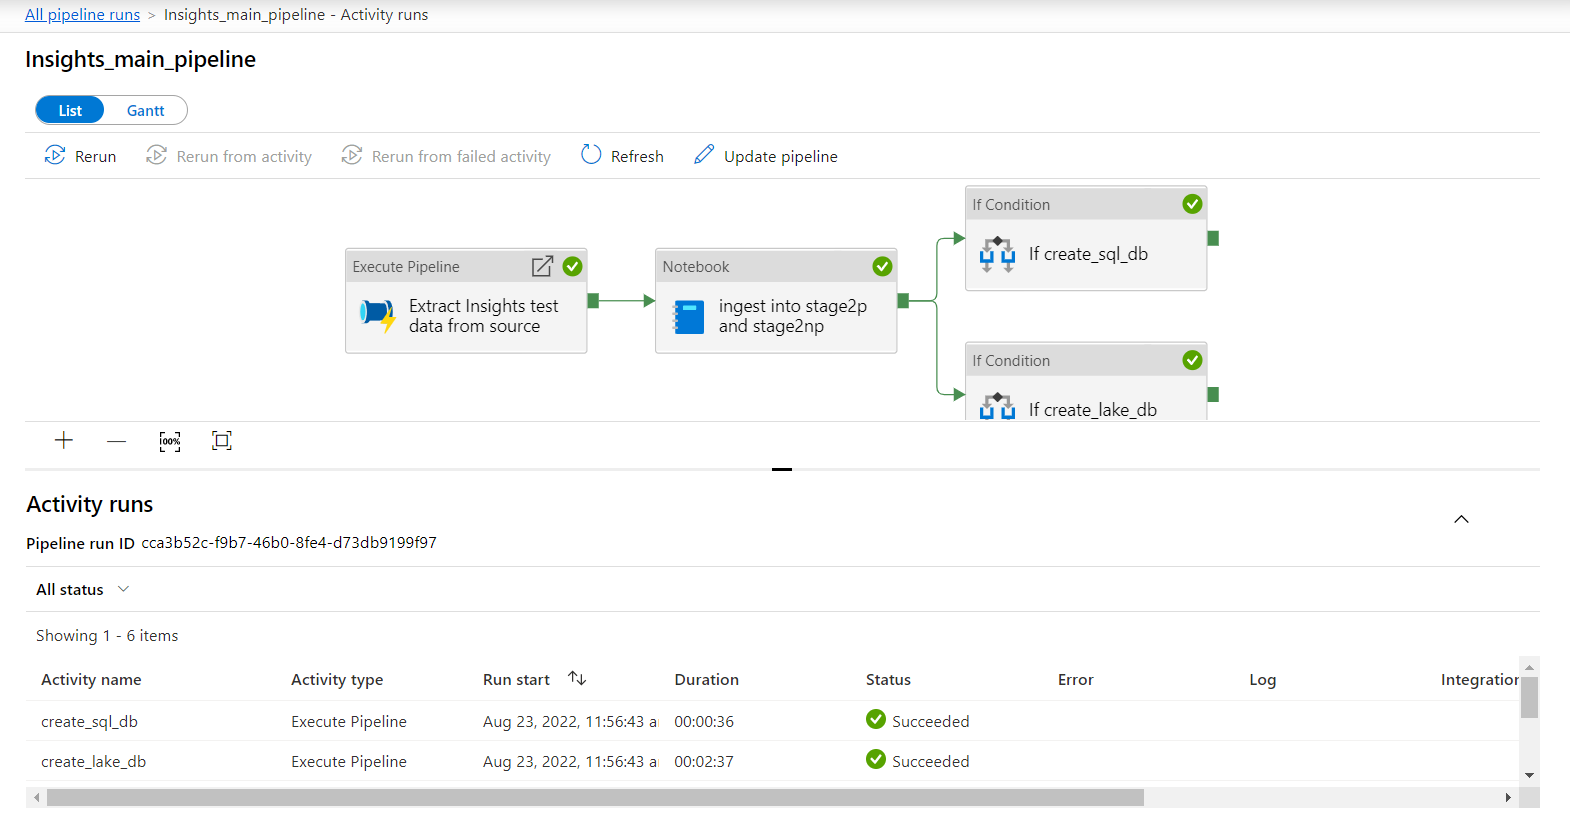 All pipeline runs > Insights_main_pipeline - Activity runs
Insights_main_pipeline
List Gantt
Rerun Rerun from activity Rerun from failed activity Refresh Update pipeline
If Condition
If create_sql_db
Execute Pipeline
Extract Insights test
data from source
Notebook
ingest into stage2p
and stage2np
If Condition
If create_lake_db
100%
Activity runs
Pipeline run ID cca3b52c-f9b7-46b0-8fe4-d73db9199f97
All status
Showing 1 - 6 items
Activity name Activity type Run start Duration Status Error Log Integration
create_sql_db Execute Pipeline Aug 23, 2022, 11:56:43 a 00:00:36 Succeeded
create_lake_db Execute Pipeline Aug 23, 2022, 11:56:43 a 00:02:37 Succeeded